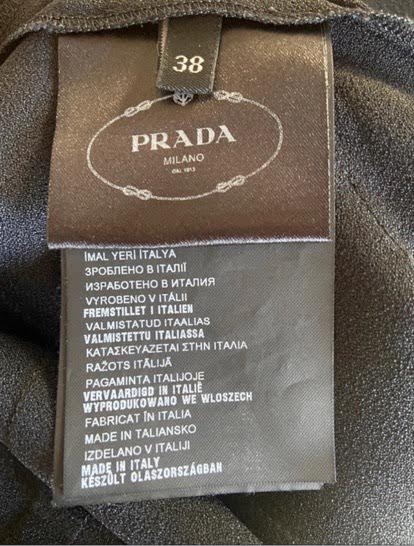 38
PRADA
MILANO
DAL 1913
İMAL YERİ İTALYA
ЗРОБЛЕНО В ІТАЛІЇ
ИЗРАБОТЕНО В ИТАЛИЯ
VYROBENO V ITÁLII
FREMSTILLET I ITALIEN
VALMISTATUD ITAALIAS
VALMISTETTU ITALIASSA
ΚΑΤΑΣΚΕΥΑΖΕΤΑΙ ΣΤΗΝ ΙΤΑΛΙΑ
RAŽOTS ITĀLIJĀ
PAGAMINTA ITALIJOJE
VERVAARDIGD IN ITALIË
WYPRODUKOWANO WE WŁOSZECH
FABRICAT ÎN ITALIA
MADE IN TALIANSKO
IZDELANO V ITALIJI
MADE IN ITALY
KÉSZÜLT OLASZORSZÁGBAN